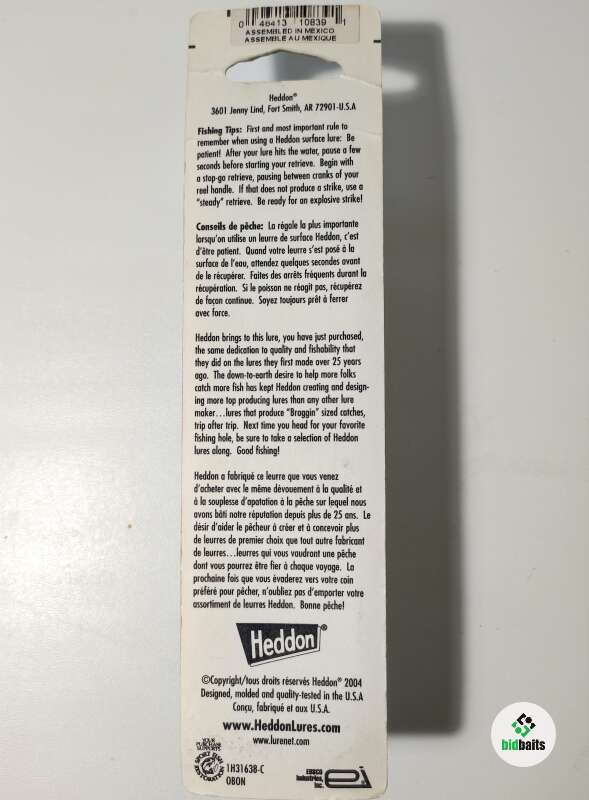 0 46413 10839 1
ASSEMBLED IN MEXICO
ASSEMBLÉ AU MEXIQUE
Heddon®
3601 Jenny Lind, Fort Smith, AR 72901-U.S.A
Fishing Tips: First and most important rule to
remember when using a Heddon surface lure: Be
patient! After your lure hits the water, pause a few
seconds before starting your retrieve. Begin with
a stop-go retrieve, pausing between cranks of your
reel handle. If that does not produce a strike, use a
"steady" retrieve. Be ready for an explosive strike!
Conseils de pêche: La régale la plus importante
lorsqu'on utilise un leurre de surface Heddon, c'est
d'être patient. Quand votre leurre s'est posé à la
surface de l'eau, attendez quelques secondes avant
de le récupérer. Faites des arrêts fréquents durant la
récupération. Si le poisson ne réagit pas, récupérez
de façon continue. Soyez toujours prêt à ferrer
avec force.
Heddon brings to this lure, you have just purchased,
the same dedication to quality and fishability that
they did on the lures they first made over 25 years
ago. The down-to-earth desire to help more folks
catch more fish has kept Heddon creating and design-
ing more top producing lures than any other lure
maker...lures that produce "Braggin" sized catches,
trip after trip. Next time you head for your favorite
fishing hole, be sure to take a selection of Heddon
lures along. Good fishing!
Heddon a fabriqué ce leurre que vous venez
d'acheter avec le même dévouement à la qualité et
à la souplesse d'apatation à la pêche sur lequel nous
avons bâti notre réputation depuis plus de 25 ans. Le
désir d'aider le pêcheur à créer et à concevoir plus
de leurres de premier choix que tout autre fabricant
de leurres...leurres qui vous vaudront une pêche
dont vous pourrez être fier à chaque voyage. La
prochaine fois que vous évaderez vers votre coin
préféré pour pêcher, n'oubliez pas d'emporter votre
assortiment de leurres Heddon. Bonne pêche!
Heddon®
©Copyright/tous droits réservés Heddon® 2004
Designed, molded and quality-tested in the U.S.A
Conçu, fabriqué et aux U.S.A.
www.HeddonLures.com
www.lurenet.com
YOUR
PURCHASE
SUPPORTS
SPORT FISH
RESTORATION
1H31638-C
OBON
EBSCO
Industries,
Inc.
ei
bidbaits